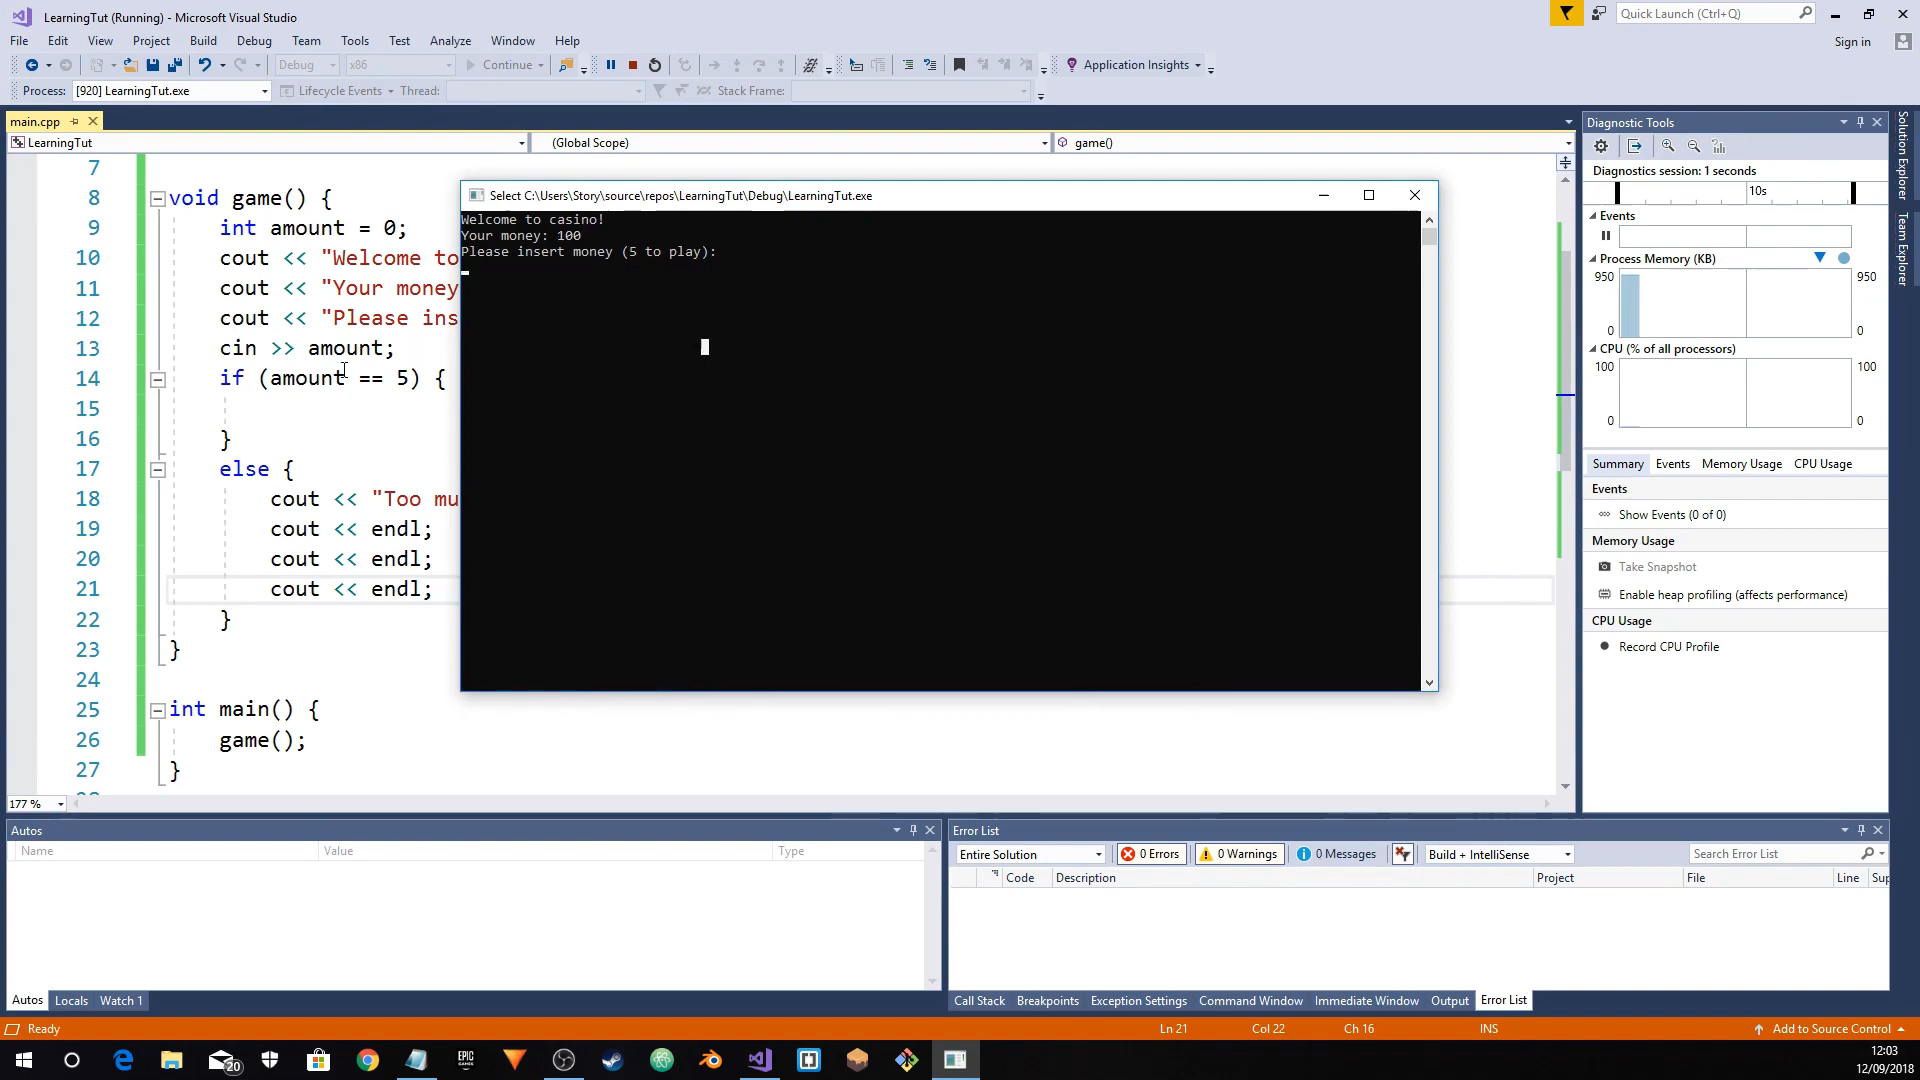 LearningTut (Running) - Microsoft Visual Studio
Quick Launch (Ctrl+Q)
File Edit View Project Build Debug Team Tools Test Analyze Window Help
Sign in
Debug x86 Continue Application Insights
Process: [920] LearningTut.exe Lifecycle Events Thread: Stack Frame:
main.cpp
LearningTut (Global Scope) game()
7
8 void game() {
9 int amount = 0;
10 cout << "Welcome to
11 cout << "Your money
12 cout << "Please ins
13 cin >> amount;
14 if (amount == 5) {
15
16 }
17 else {
18 cout << "Too mu
19 cout << endl;
20 cout << endl;
21 cout << endl;
22 }
23 }
24
25 int main() {
26 game();
27 }
177 %
Select C:\Users\Story\source\repos\LearningTut\Debug\LearningTut.exe
Welcome to casino!
Your money: 100
Please insert money (5 to play):
Diagnostic Tools
Diagnostics session: 1 seconds
10s
Events
Process Memory (KB)
950 950
0 0
CPU (% of all processors)
100 100
0 0
Summary Events Memory Usage CPU Usage
Events
Show Events (0 of 0)
Memory Usage
Take Snapshot
Enable heap profiling (affects performance)
CPU Usage
Record CPU Profile
Solution Explorer
Team Explorer
Autos
Name Value Type
Autos Locals Watch 1
Error List
Entire Solution 0 Errors 0 Warnings 0 Messages Build + IntelliSense Search Error List
Code Description Project File Line Sup
Call Stack Breakpoints Exception Settings Command Window Immediate Window Output Error List
Ready Ln 21 Col 22 Ch 16 INS Add to Source Control
20
EPIC GAMES
12:03
12/09/2018